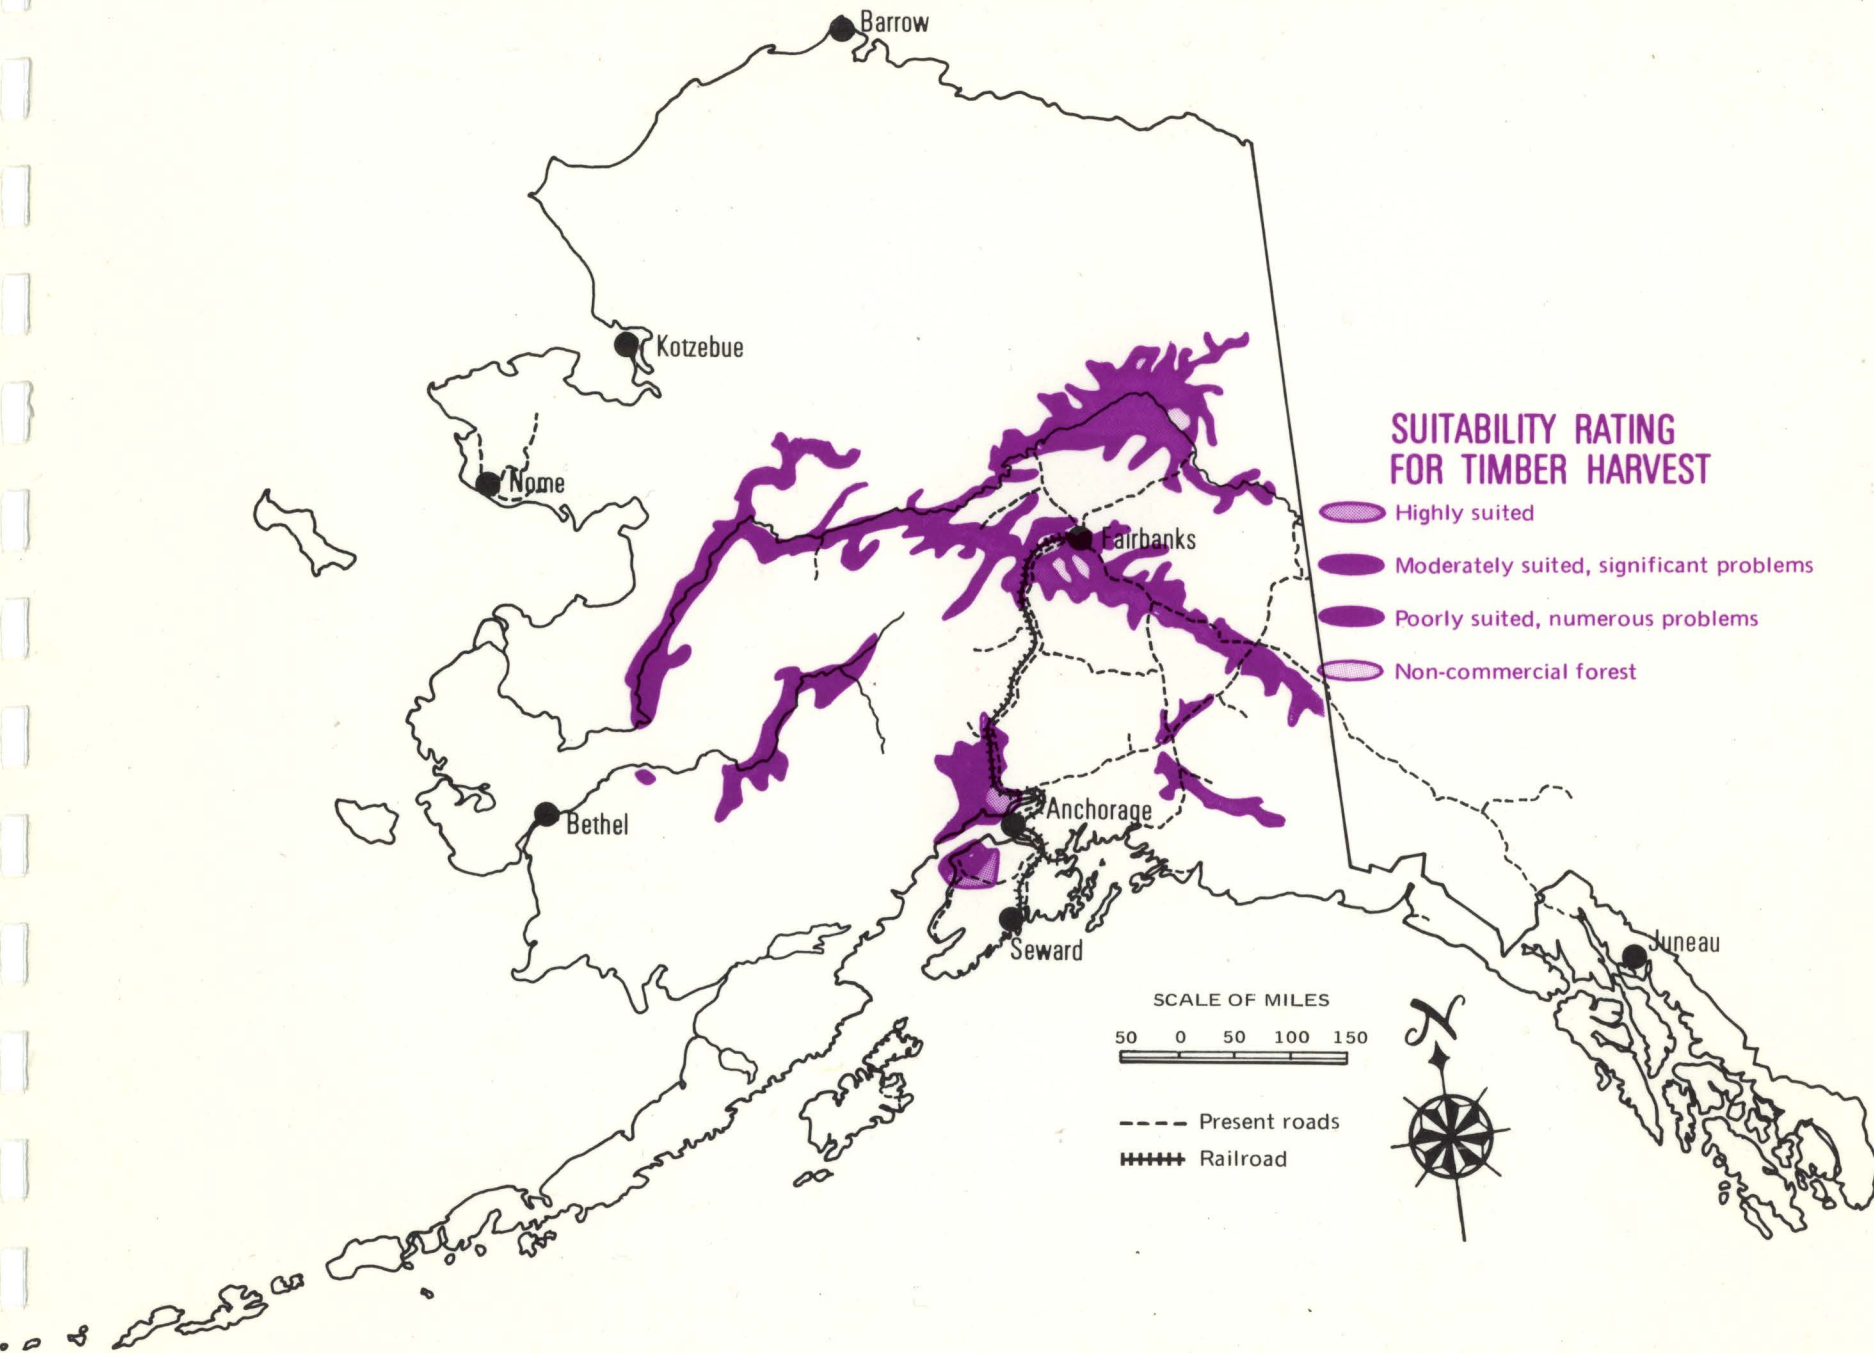 Barrow
Kotzebue
Nome
Fairbanks
SUITABILITY RATING
FOR TIMBER HARVEST
Highly suited
Moderately suited, significant problems
Poorly suited, numerous problems
Non-commercial forest
Bethel
Anchorage
Seward
Juneau
SCALE OF MILES
50 0 50 100 150
N
Present roads
Railroad